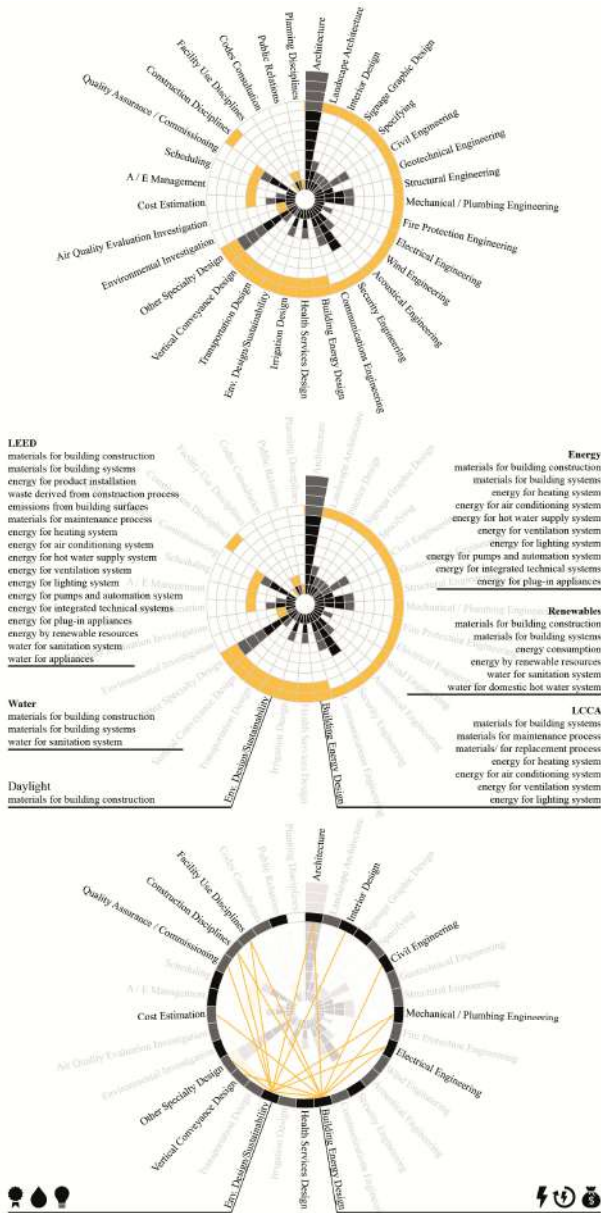 Planning Disciplines
Public Relations
Codes Consultation
Facility Use Disciplines
Construction Disciplines
Quality Assurance / Commissioning
Scheduling
A / E Management
Cost Estimation
Air Quality Evaluation Investigation
Environmental Investigation
Other Specialty Design
Vertical Conveyance Design
Transportation Design
Env. Design/Sustainability
Irrigation Design
Health Services Design
Building Energy Design
Communications Engineering
Security Engineering
Acoustical Engineering
Wind Engineering
Electrical Engineering
Fire Protection Engineering
Mechanical / Plumbing Engineering
Structural Engineering
Geotechnical Engineering
Civil Engineering
Specifying
Signage Graphic Design
Interior Design
Landscape Architecture
Architecture
LEED
materials for building construction
materials for building systems
energy for product installation
waste derived from construction process
emissions from building surfaces
materials for maintenance process
energy for heating system
energy for air conditioning system
energy for hot water supply system
energy for ventilation system
energy for lighting system
energy for pumps and automation system
energy for integrated technical systems
energy for plug-in appliances
energy by renewable resources
water for sanitation system
water for appliances
Water
materials for building construction
materials for building systems
water for sanitation system
Daylight
materials for building construction
Env. Design/Sustainability
Building Energy Design
Energy
materials for building construction
materials for building systems
energy for heating system
energy for air conditioning system
energy for hot water supply system
energy for ventilation system
energy for lighting system
energy for pumps and automation system
energy for integrated technical systems
energy for plug-in appliances
Renewables
materials for building construction
materials for building systems
energy consumption
energy by renewable resources
water for sanitation system
water for domestic hot water system
LCCA
materials for building systems
materials for maintenance process
materials/ for replacement process
energy for heating system
energy for air conditioning system
energy for ventilation system
energy for lighting system
Facility Use Disciplines
Construction Disciplines
Quality Assurance / Commissioning
Cost Estimation
Other Specialty Design
Vertical Conveyance Design
Env. Design/Sustainability
Health Services Design
Building Energy Design
Electrical Engineering
Mechanical / Plumbing Engineering
Civil Engineering
Interior Design
Architecture